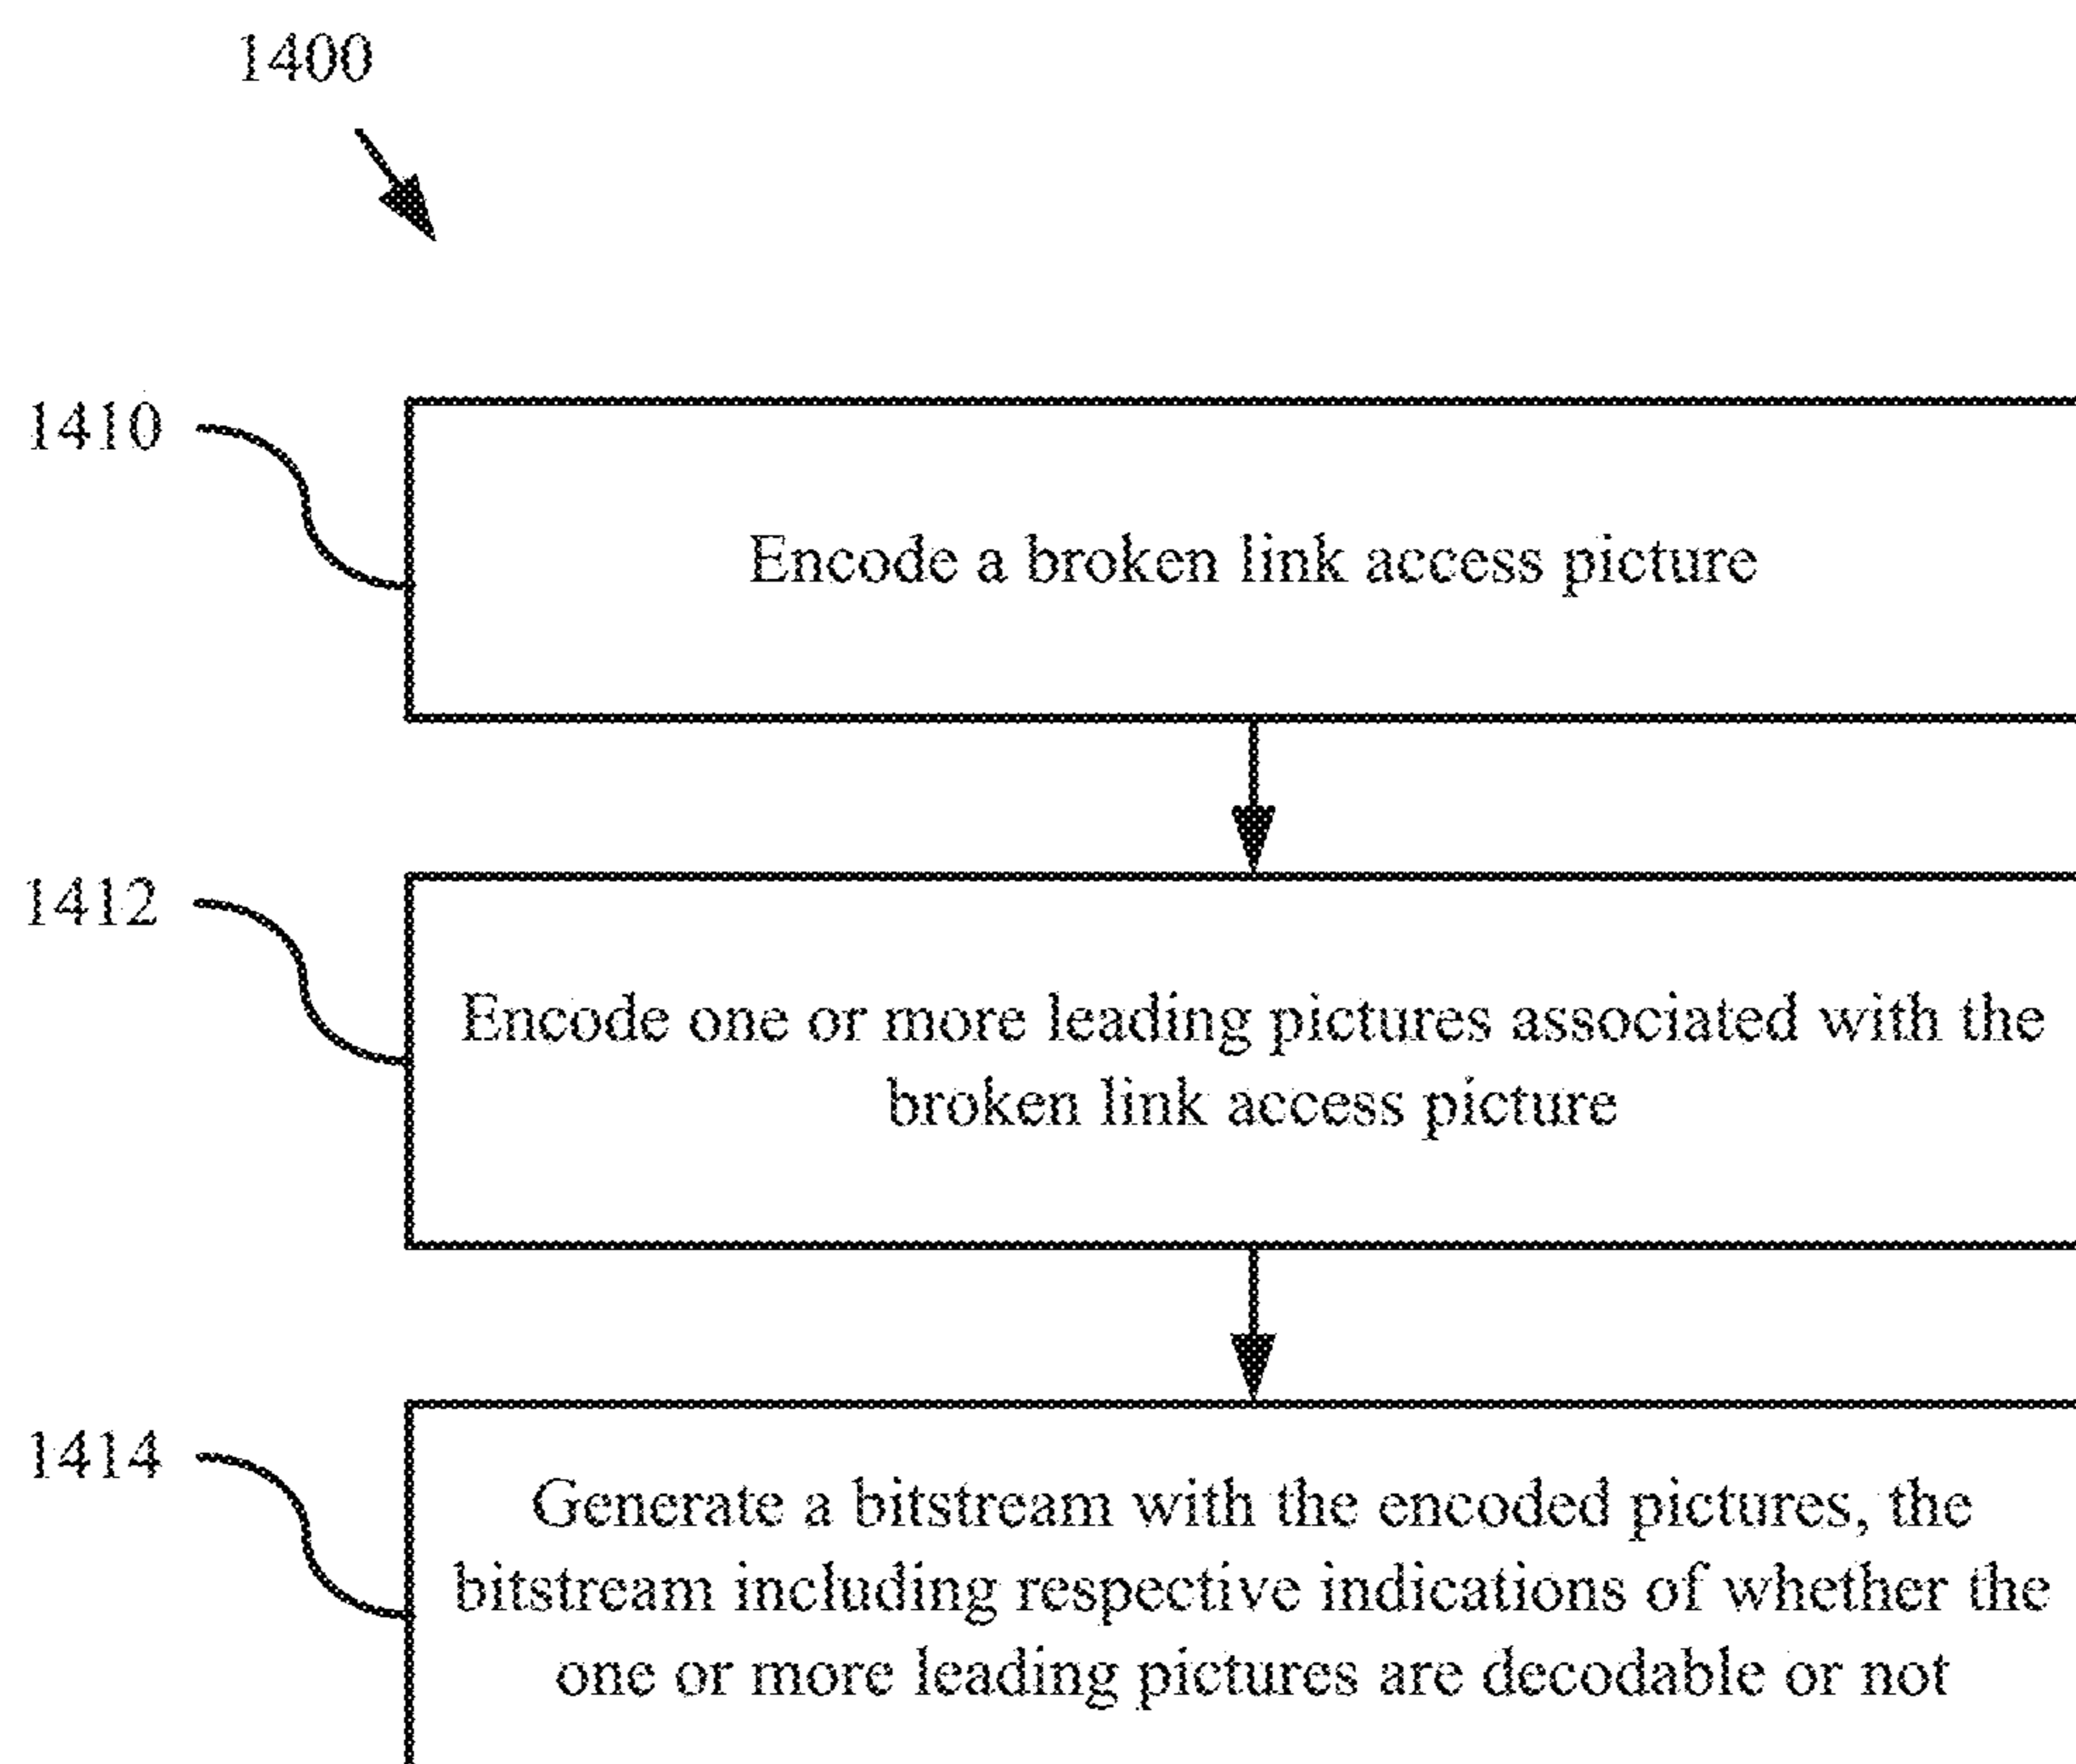 1400
1410
Encode a broken link access picture
1412
Encode one or more leading pictures associated with the
broken link access picture
1414
Generate a bitstream with the encoded pictures, the
bitstream including respective indications of whether the
one or more leading pictures are decodable or not